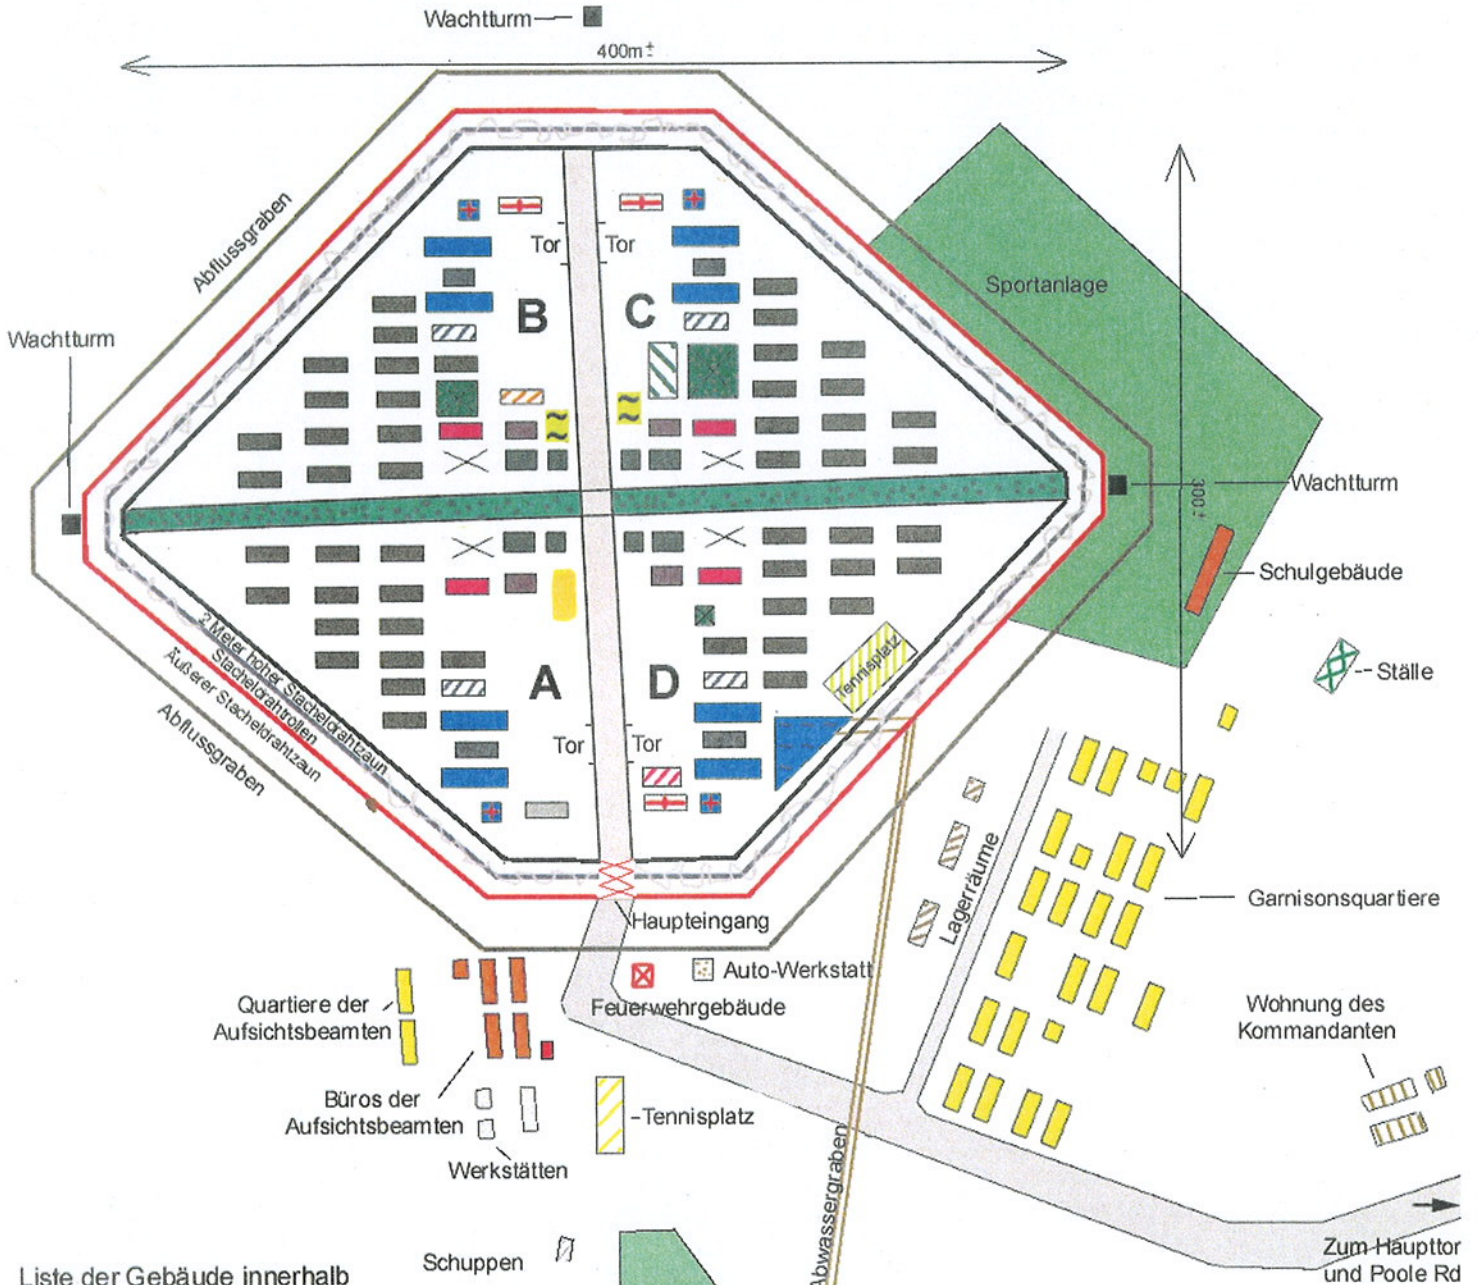 Wachtturm
400m±
Abflussgraben
Sportanlage
Tor
Tor
B
C
Wachtturm
Wachtturm
300±
Schulgebäude
2 Meter hoher Stacheldrahtzaun
Stacheldrahtrollen
Äußerer Stacheldrahtzaun
Abflussgraben
A
D
Tennisplatz
Ställe
Tor
Tor
Lagerräume
Garnisonsquartiere
Haupteingang
Auto-Werkstatt
Feuerwehrgebäude
Quartiere der
Aufsichtsbeamten
Wohnung des
Kommandanten
Büros der
Aufsichtsbeamten
Tennisplatz
Werkstätten
Abwassergraben
Schuppen
Zum Haupttor
und Poole Rd
Liste der Gebäude innerhalb